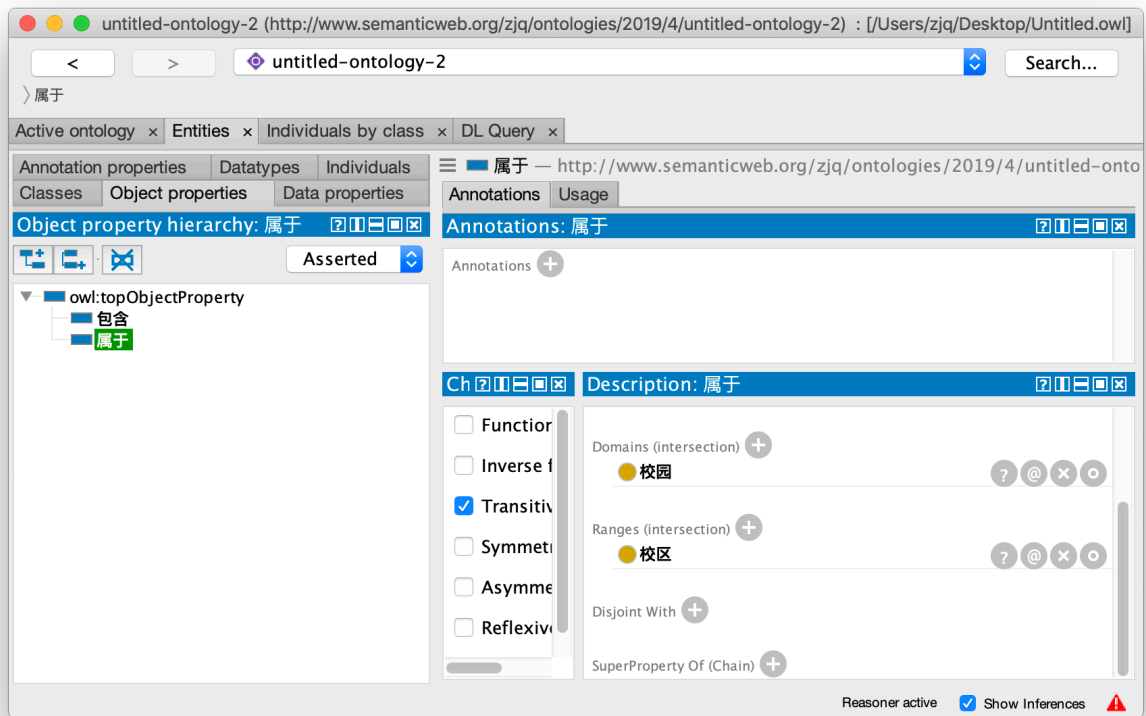 untitled-ontology-2 (http://www.semanticweb.org/zjq/ontologies/2019/4/untitled-ontology-2) : [/Users/zjq/Desktop/Untitled.owl]
< > untitled-ontology-2 Search...
〉属于
Active ontology × Entities × Individuals by class × DL Query ×
Annotation properties Datatypes Individuals
Classes Object properties Data properties
Object property hierarchy: 属于
Asserted
owl:topObjectProperty
包含
属于
属于 — http://www.semanticweb.org/zjq/ontologies/2019/4/untitled-onto
Annotations Usage
Annotations: 属于
Annotations
Ch
Function
Inverse f
Transitiv
Symmetr
Asymme
Reflexive
Description: 属于
Domains (intersection)
校园
Ranges (intersection)
校区
Disjoint With
SuperProperty Of (Chain)
Reasoner active Show Inferences